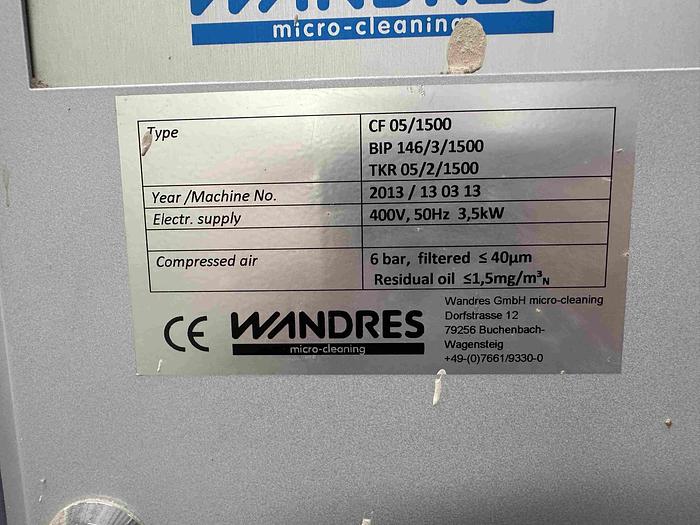 WANDRES
micro-cleaning
Type CF 05/1500
BIP 146/3/1500
TKR 05/2/1500
Year /Machine No. 2013 / 13 03 13
Electr. supply 400V, 50Hz 3,5kW
Compressed air 6 bar, filtered ≤ 40µm
Residual oil ≤1,5mg/m³N
CE WANDRES
micro-cleaning
Wandres GmbH micro-cleaning
Dorfstrasse 12
79256 Buchenbach-
Wagensteig
+49-(0)7661/9330-0